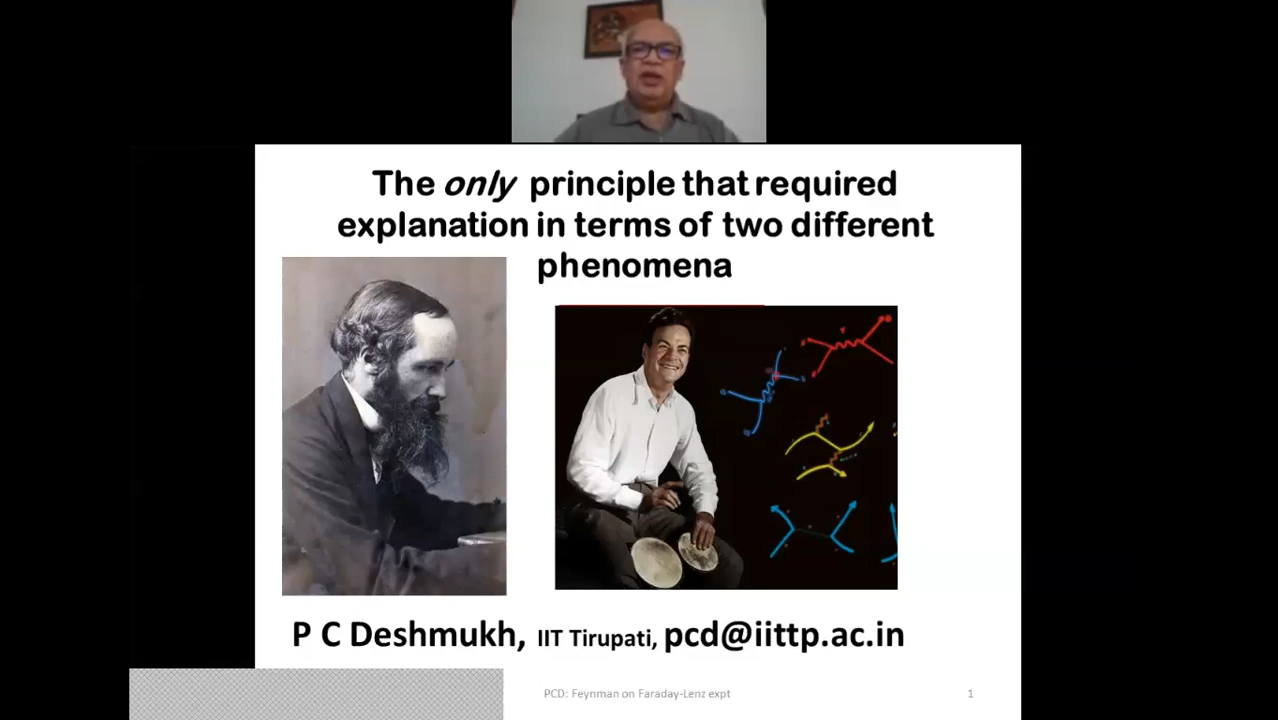 The only principle that required
explanation in terms of two different
phenomena
P C Deshmukh, IIT Tirupati, pcd@iittp.ac.in
PCD: Feynman on Faraday-Lenz expt
1